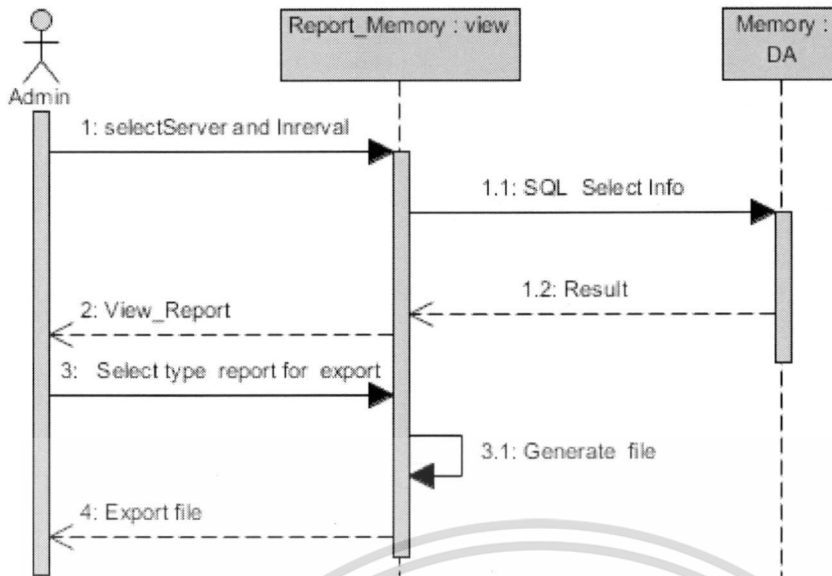 Report_Memory : view
Memory :
DA
Admin
1: selectServer and Inrerval
1.1: SQL Select Info
1.2: Result
2: View_Report
3: Select type report for export
3.1: Generate file
4: Export file